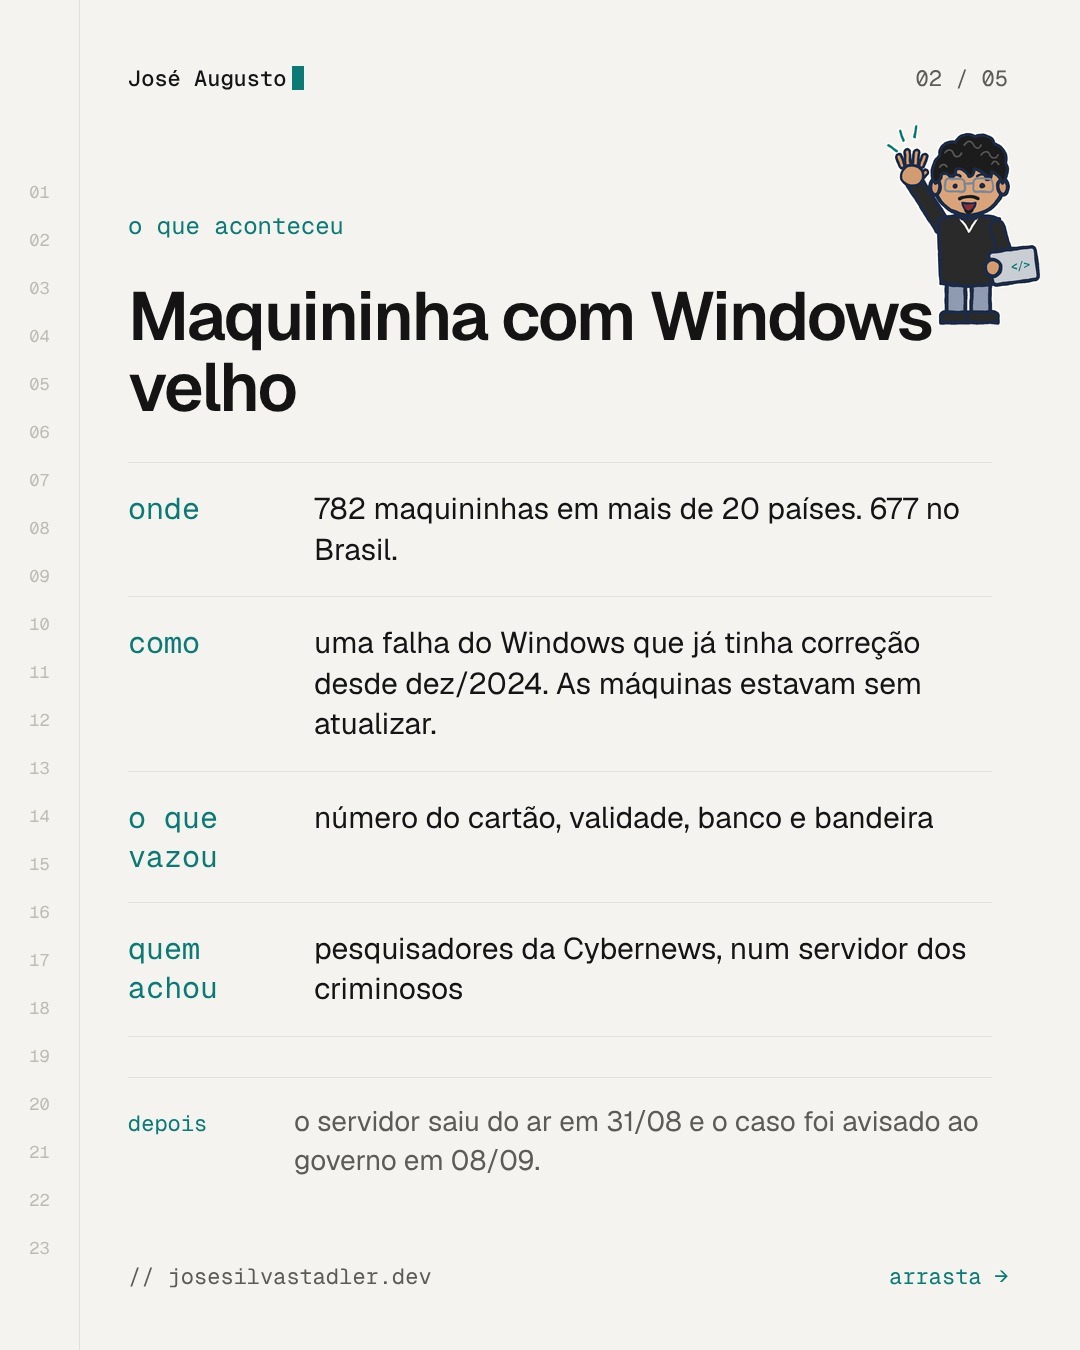 José Augusto
02 / 05
o que aconteceu
Maquininha com Windows
velho
onde
782 maquininhas em mais de 20 países. 677 no
Brasil.
como
uma falha do Windows que já tinha correção
desde dez/2024. As máquinas estavam sem
atualizar.
o que
vazou
número do cartão, validade, banco e bandeira
quem
achou
pesquisadores da Cybernews, num servidor dos
criminosos
depois
o servidor saiu do ar em 31/08 e o caso foi avisado ao
governo em 08/09.
// josesilvastadler.dev
arrasta →
01
02
03
04
05
06
07
08
09
10
11
12
13
14
15
16
17
18
19
20
21
22
23
</>